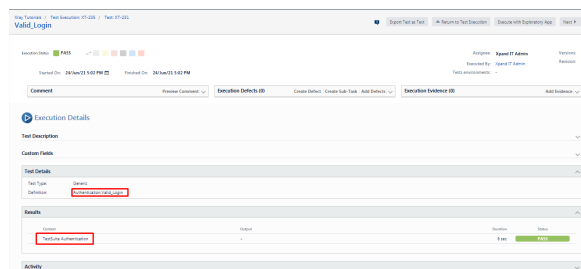 Xray Tutorials / Test Execution: XT-235 / Test: XT-231
Valid_Login
Export Test as Text
Return to Test Execution
Execute with Exploratory App
Next
Execution Status PASS
Assignee: Xpand IT Admin
Versions:
Executed By: Xpand IT Admin
Revision:
Started On: 24/Jun/21 5:02 PM Finished On: 24/Jun/21 5:02 PM
Tests environments: -
Comment Preview Comment
Execution Defects (0) Create Defect Create Sub-Task Add Defects
Execution Evidence (0) Add Evidence
Execution Details
Test Description
Custom Fields
Test Details
Test Type: Generic
Definition: Authentication.Valid_Login
Results
Context Output Duration Status
TestSuite Authentication - 6 sec PASS
Activity